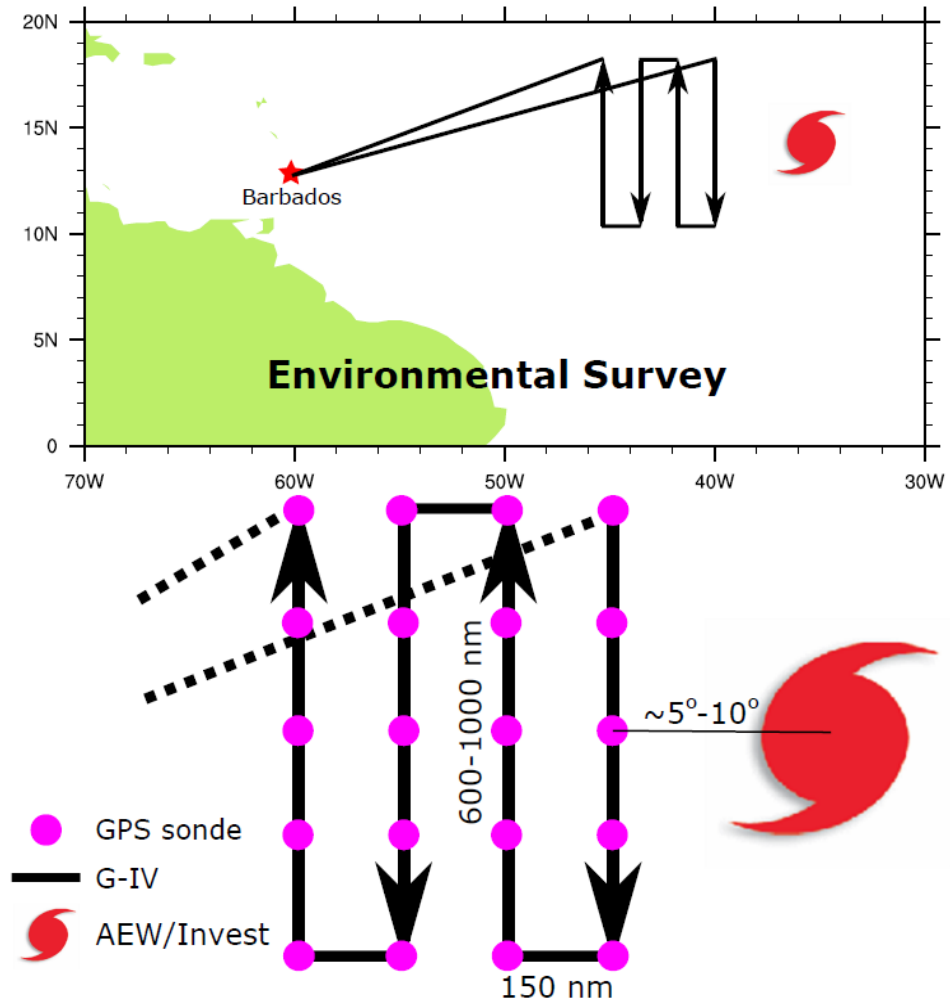 20N
15N
10N
5N
0
Barbados
Environmental Survey
70W 60W 50W 40W 30W
600-1000 nm
~5°-10°
GPS sonde
G-IV
AEW/Invest
150 nm